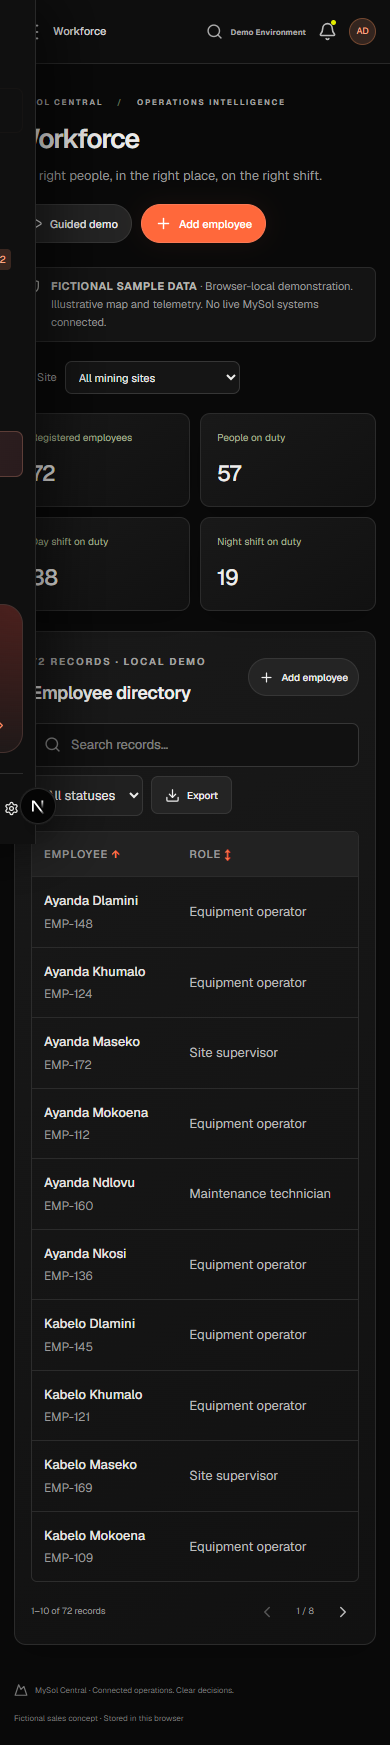 Workforce
Demo Environment
AD
OL CENTRAL / OPERATIONS INTELLIGENCE
Workforce
right people, in the right place, on the right shift.
Guided demo
Add employee
2
FICTIONAL SAMPLE DATA · Browser-local demonstration.
Illustrative map and telemetry. No live MySol systems
connected.
Site
All mining sites
Registered employees
72
People on duty
57
Day shift on duty
38
Night shift on duty
19
72 RECORDS · LOCAL DEMO
Employee directory
Add employee
Search records...
All statuses
Export
N
EMPLOYEE ↑ ROLE ↕
Ayanda Dlamini
EMP-148
Equipment operator
Ayanda Khumalo
EMP-124
Equipment operator
Ayanda Maseko
EMP-172
Site supervisor
Ayanda Mokoena
EMP-112
Equipment operator
Ayanda Ndlovu
EMP-160
Maintenance technician
Ayanda Nkosi
EMP-136
Equipment operator
Kabelo Dlamini
EMP-145
Equipment operator
Kabelo Khumalo
EMP-121
Equipment operator
Kabelo Maseko
EMP-169
Site supervisor
Kabelo Mokoena
EMP-109
Equipment operator
1–10 of 72 records
1 / 8
MySol Central · Connected operations. Clear decisions.
Fictional sales concept · Stored in this browser